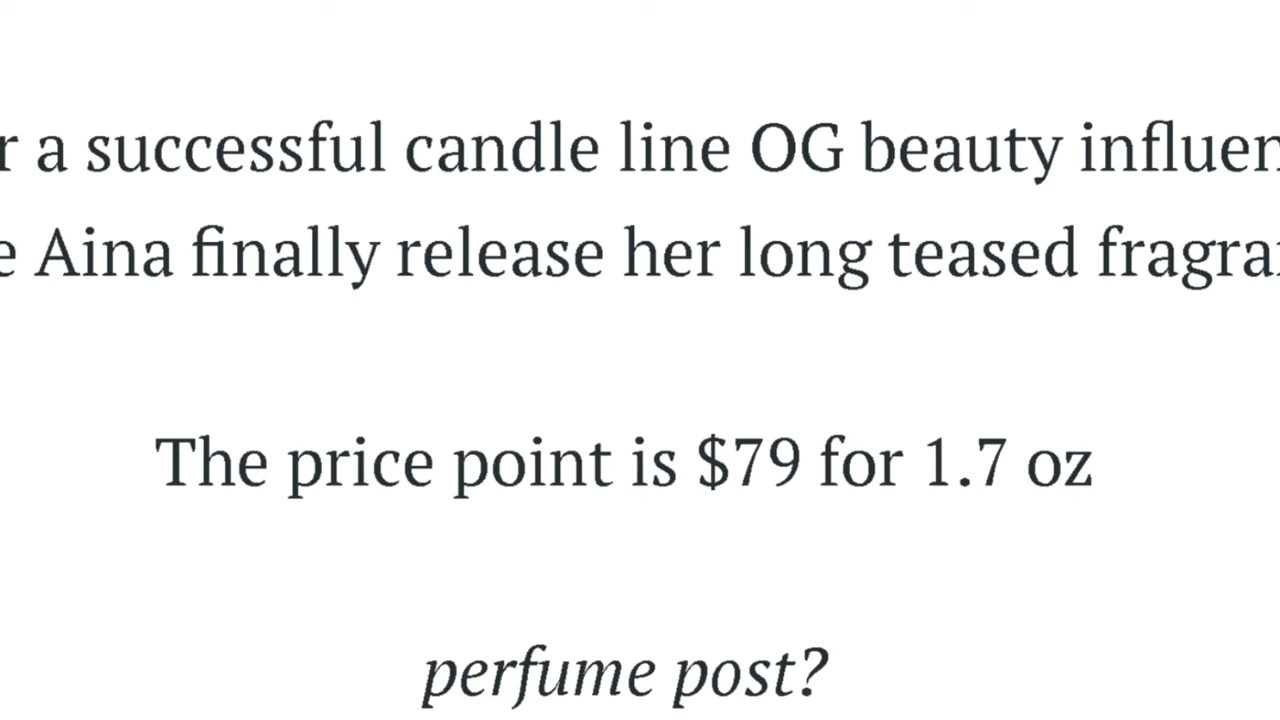 r a successful candle line OG beauty influen
e Aina finally release her long teased fragra
The price point is $79 for 1.7 oz
perfume post?